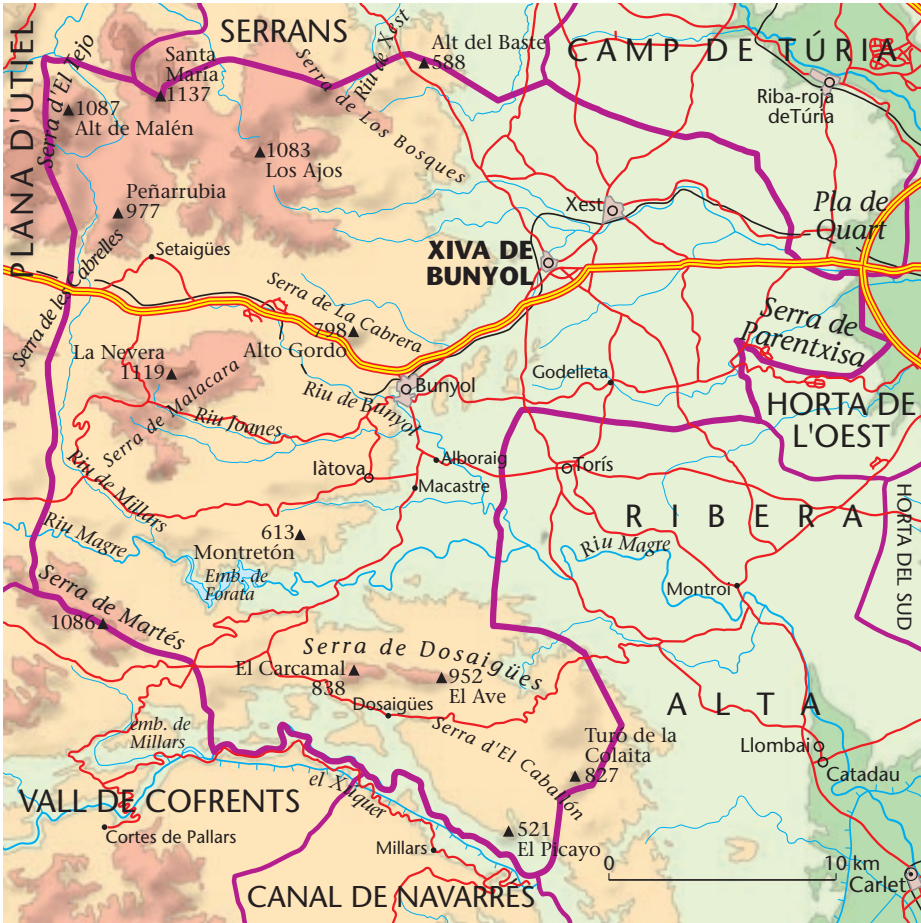 SERRANS
CAMP DE TÚRIA
PLANA D'UTIEL
Serra d'El Tejo
Santa
Maria
1137
1087
Alt de Malén
Riu de Xest
Serra de Los Bosques
Alt del Baste
588
Riba-roja
de Túria
1083
Los Ajos
Peñarrubia
977
Xest
Pla de
Quart
Setaigües
XIVA DE
BUNYOL
Serra de les Cabrelles
Serra de La Cabrera
798
Alto Gordo
Serra de
Parentxisa
La Nevera
1119
Serra de Malacara
Riu Joanes
Riu de Bunyol
Bunyol
Godelleta
HORTA DE
L'OEST
Alboraig
Iàtova
Macastre
Torís
Riu de Millars
Riu Magre
613
Montretón
Emb. de
Forata
RIBERA
Riu Magre
Montroi
HORTA DEL SUD
Serra de Martés
1086
Serra de Dosaigües
El Carcamal
838
952
El Ave
Dosaigües
ALTA
emb. de
Millars
Serra d'El Caballón
Turo de la
Colaita
827
Llombai
Catadau
el Xúquer
VALL DE COFRENTS
Cortes de Pallars
521
El Picayo
Millars
0 10 km
Carlet
CANAL DE NAVARRÉS